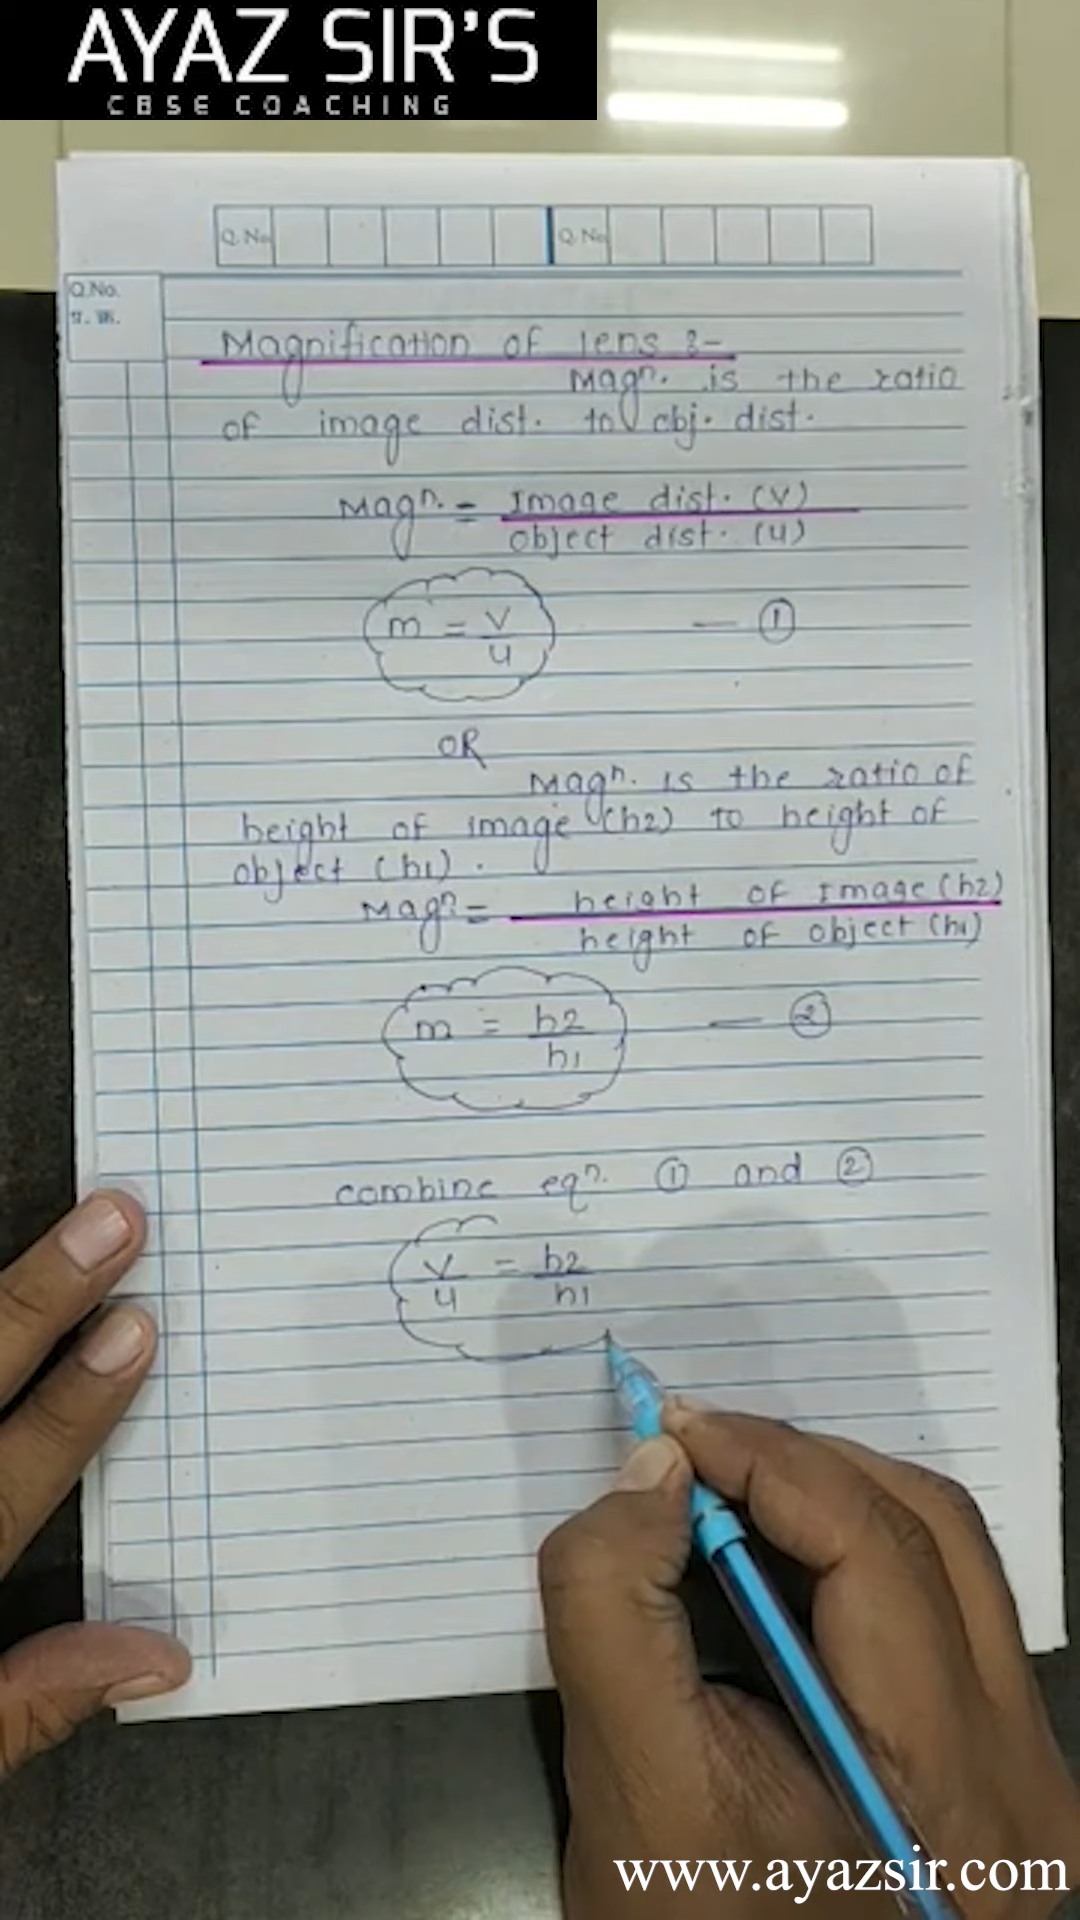 AYAZ SIR'S
CBSE COACHING
Q.No Q.No
Q.No.
प्र. क्र.
Magnification of lens :-
Magn. is the ratio
of image dist. to obj. dist.
Magn. = Image dist. (v)
object dist. (u)
m = v — ①
u
OR
Magn. is the ratio of
height of image (h2) to height of
object (h1).
Magn. = height of Image (h2)
height of object (h1)
m = h2 — ②
h1
combine eqn. ① and ②
v = h2
u h1
www.ayazsir.com